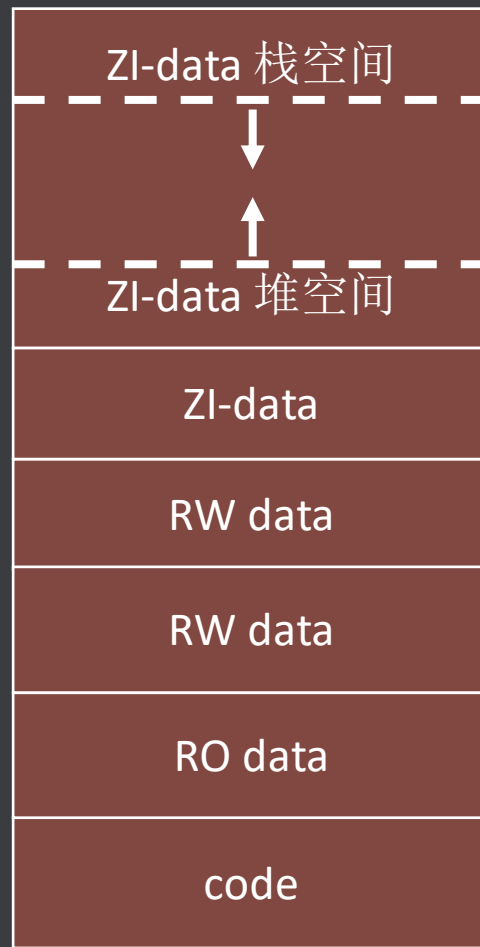 ZI-data 栈空间
ZI-data 堆空间
ZI-data
RW data
RW data
RO data
code